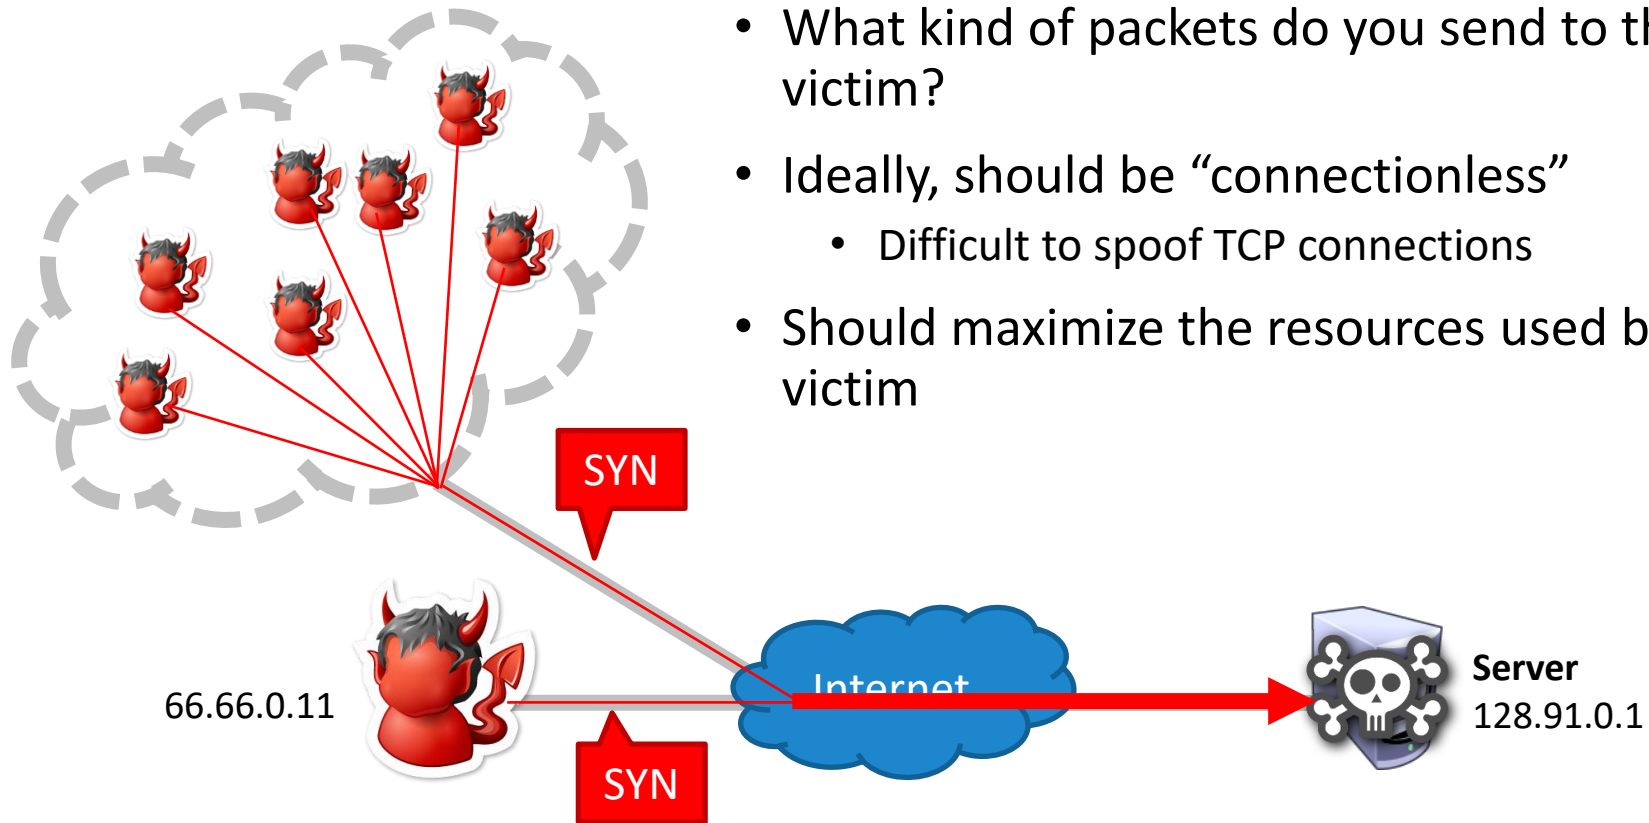 • What kind of packets do you send to th
victim?
• Ideally, should be “connectionless”
• Difficult to spoof TCP connections
• Should maximize the resources used b
victim
SYN
Internet
66.66.0.11
Server
128.91.0.1
SYN